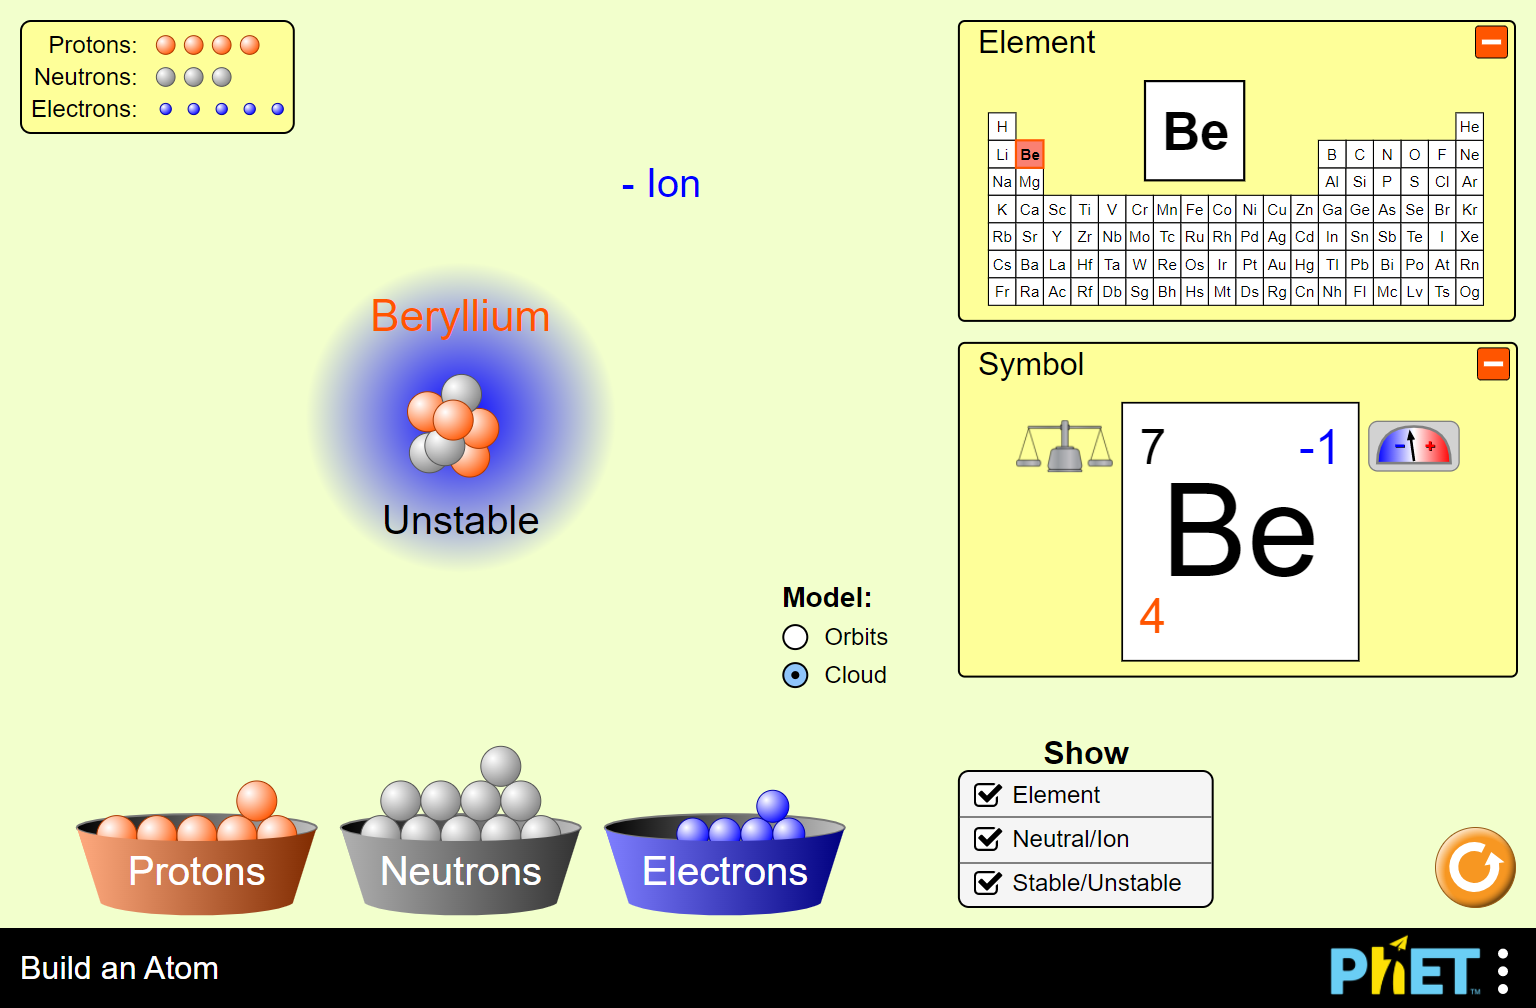 Protons:
Neutrons:
Electrons:
- Ion
Beryllium
Unstable
Model:
Orbits
Cloud
Protons
Neutrons
Electrons
Element
Be
H He
Li Be B C N O F Ne
Na Mg Al Si P S Cl Ar
K Ca Sc Ti V Cr Mn Fe Co Ni Cu Zn Ga Ge As Se Br Kr
Rb Sr Y Zr Nb Mo Tc Ru Rh Pd Ag Cd In Sn Sb Te I Xe
Cs Ba La Hf Ta W Re Os Ir Pt Au Hg Tl Pb Bi Po At Rn
Fr Ra Ac Rf Db Sg Bh Hs Mt Ds Rg Cn Nh Fl Mc Lv Ts Og
Symbol
7 -1
Be
4
- +
Show
Element
Neutral/Ion
Stable/Unstable
Build an Atom
PhET™